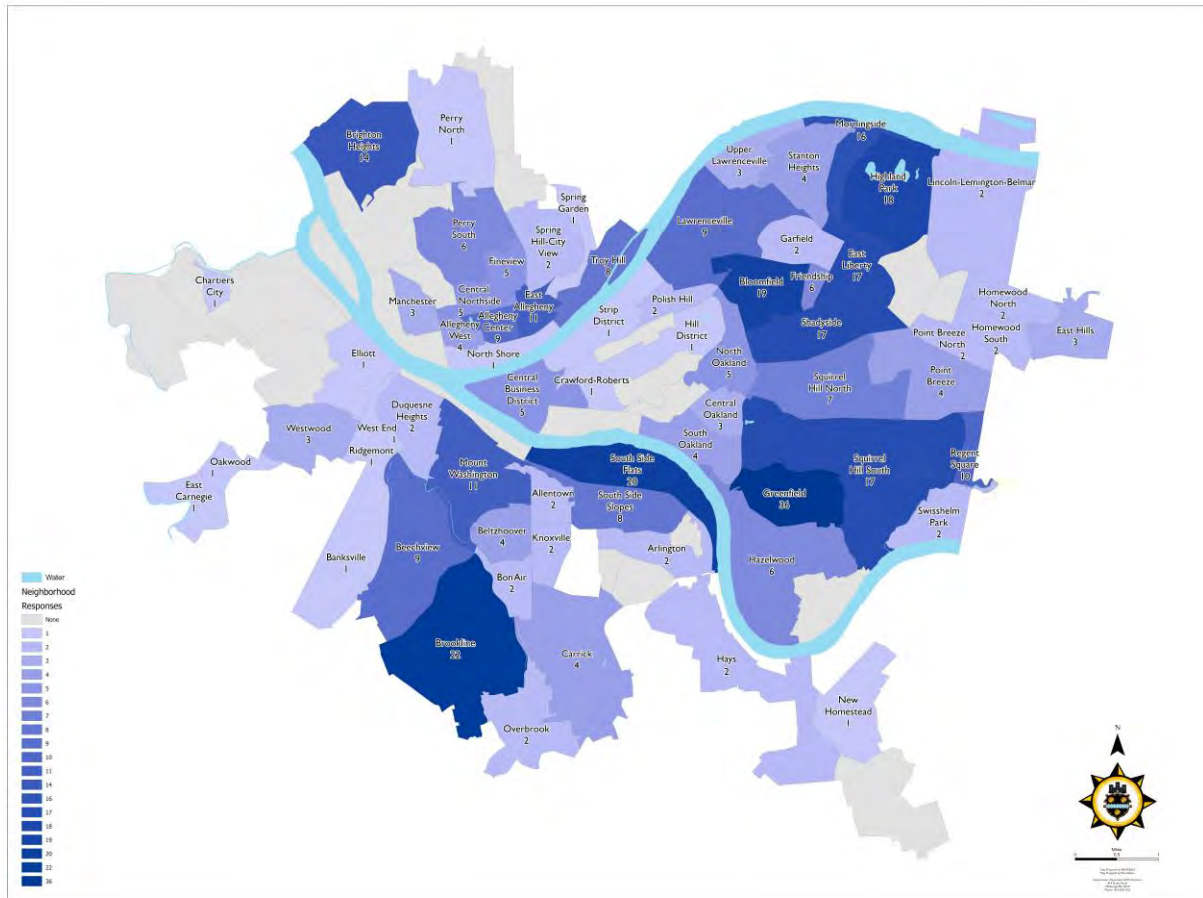 Brighton
Heights
14
Perry
North
1
Morningside
16
Upper
Lawrenceville
3
Stanton
Heights
4
Highland
Park
18
Lincoln-Lemington-Belmar
2
Spring
Garden
1
Perry
South
6
Spring
Hill-City
View
2
Lawrenceville
9
Garfield
2
Fineview
5
Troy Hill
8
East
Liberty
17
Chartiers
City
1
Bloomfield
19
Friendship
6
Manchester
3
Central
Northside
5
East
Allegheny
11
Polish Hill
2
Homewood
North
2
Allegheny
Center
9
Allegheny
West
4
Strip
District
1
Hill
District
1
Shadyside
17
Point Breeze
North
2
Homewood
South
2
East Hills
3
Elliott
1
North Shore
1
North
Oakland
5
Central
Business
District
5
Crawford-Roberts
1
Squirrel
Hill North
7
Point
Breeze
4
Duquesne
Heights
2
Central
Oakland
3
Westwood
3
West End
1
South
Oakland
4
Ridgemont
1
Oakwood
1
Mount
Washington
11
South Side
Flats
20
Squirrel
Hill South
17
Regent
Square
10
East
Carnegie
1
Allentown
2
South Side
Slopes
8
Greenfield
36
Swisshelm
Park
2
Beltzhoover
4
Knoxville
2
Banksville
1
Beechview
9
Arlington
2
Hazelwood
6
Bon Air
2
Brookline
22
Carrick
4
Hays
2
New
Homestead
1
Overbrook
2
Water
Neighborhood
Responses
None
1
2
3
4
5
6
7
8
9
10
11
14
16
17
18
19
20
22
36
N
Miles
0 0.5 1